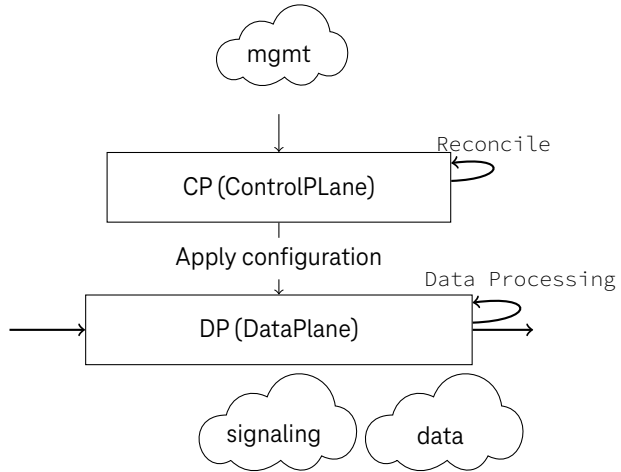 mgmt
Reconcile
CP (ControlPLane)
Apply configuration
Data Processing
DP (DataPlane)
signaling
data